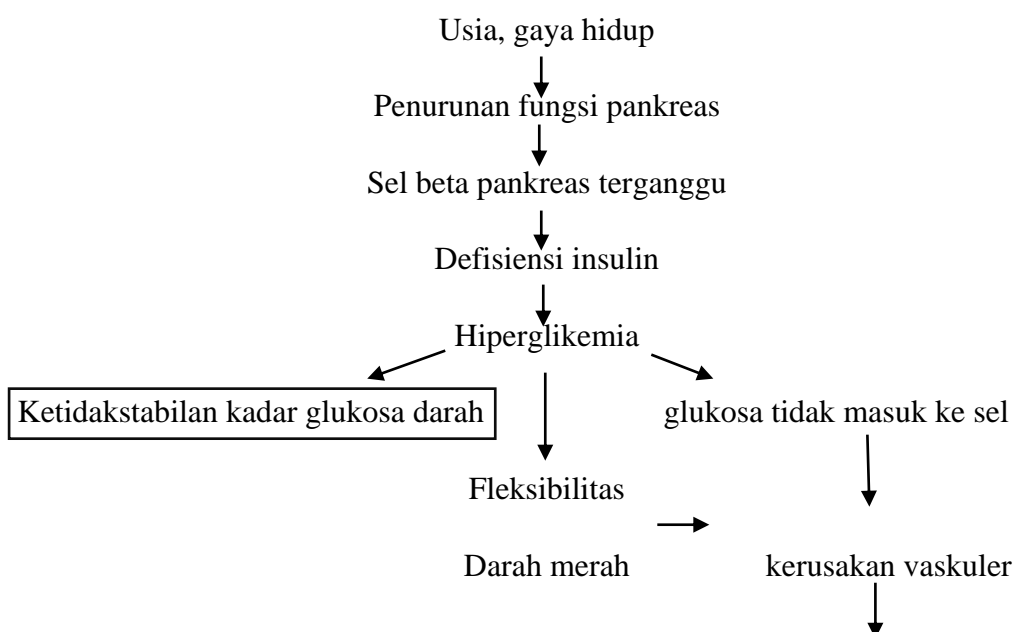 Usia, gaya hidup
Penurunan fungsi pankreas
Sel beta pankreas terganggu
Defisiensi insulin
Hiperglikemia
Ketidakstabilan kadar glukosa darah
glukosa tidak masuk ke sel
Fleksibilitas
Darah merah
kerusakan vaskuler